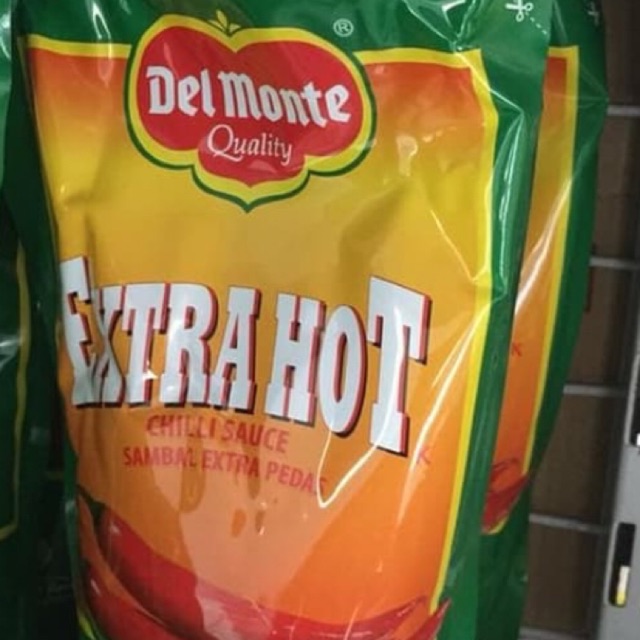 Del Monte
®
Quality
EXTRA HOT
CHILLI SAUCE
SAMBAL EXTRA PEDAS